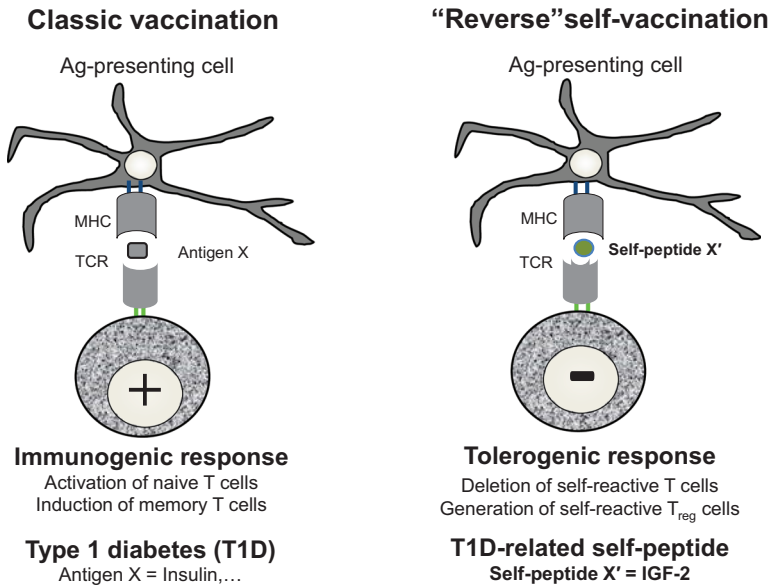 Classic vaccination
Ag-presenting cell
MHC
TCR
Antigen X
+
Immunogenic response
Activation of naive T cells
Induction of memory T cells
Type 1 diabetes (T1D)
Antigen X = Insulin,…
“Reverse”self-vaccination
Ag-presenting cell
MHC
TCR
Self-peptide X′
-
Tolerogenic response
Deletion of self-reactive T cells
Generation of self-reactive Treg cells
T1D-related self-peptide
Self-peptide X′ = IGF-2